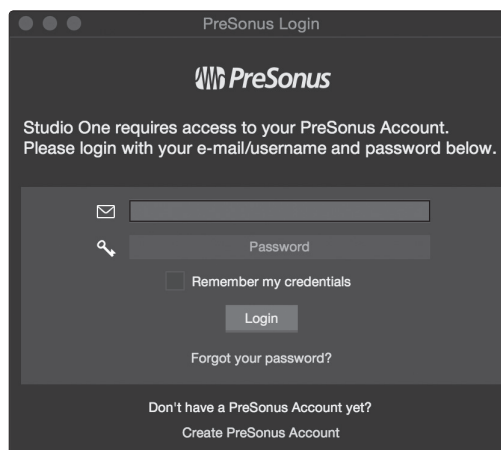 PreSonus Login
PreSonus
Studio One requires access to your PreSonus Account.
Please login with your e-mail/username and password below.
Password
Remember my credentials
Login
Forgot your password?
Don't have a PreSonus Account yet?
Create PreSonus Account